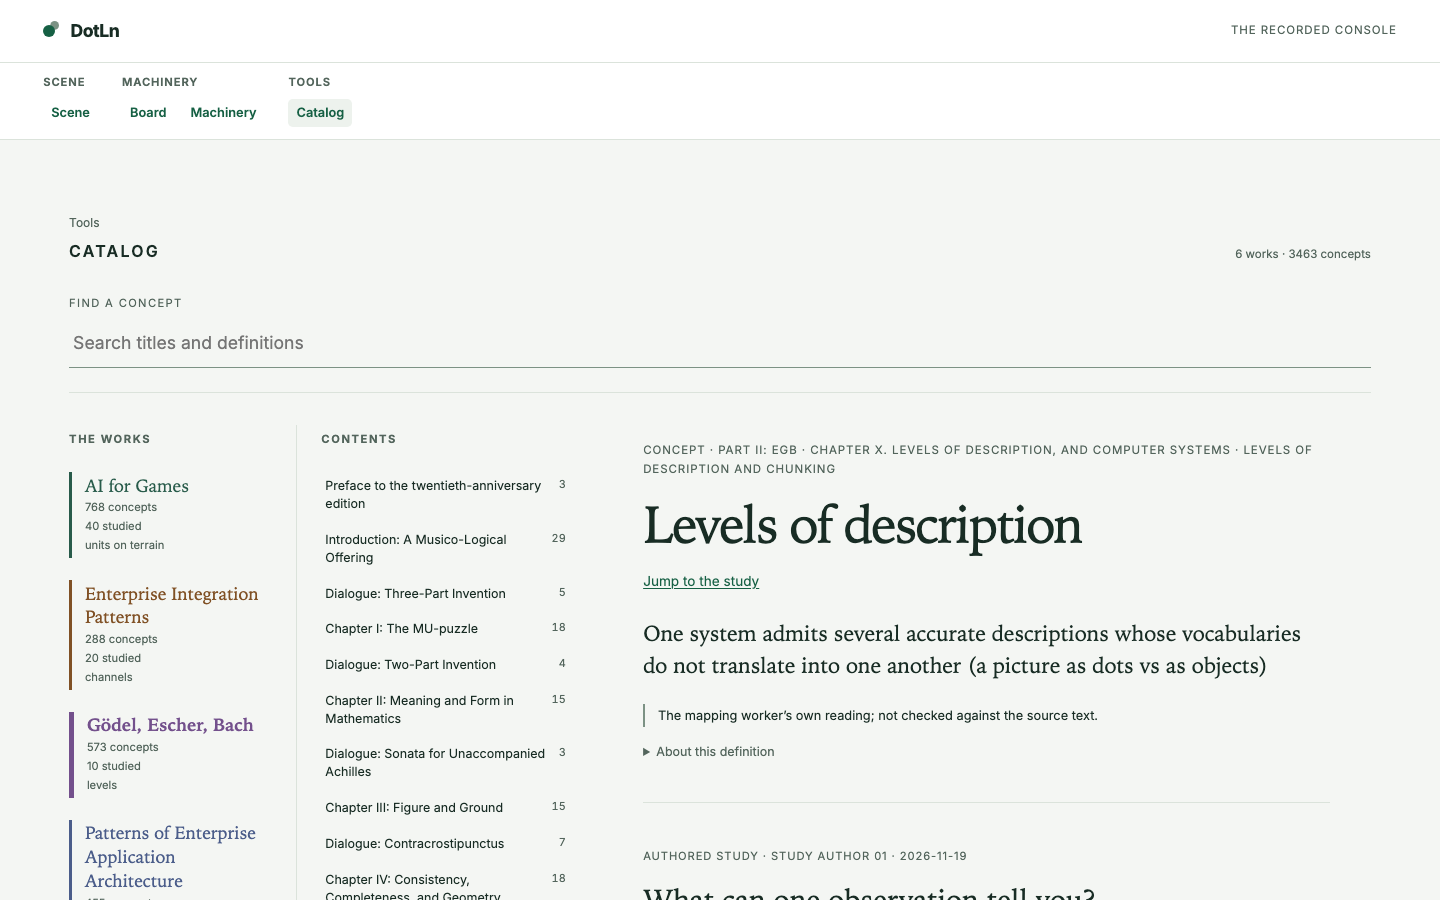 DotLn
THE RECORDED CONSOLE
SCENE
MACHINERY
TOOLS
Scene
Board
Machinery
Catalog
Tools
CATALOG
6 works · 3463 concepts
FIND A CONCEPT
Search titles and definitions
THE WORKS
AI for Games
768 concepts
40 studied
units on terrain
Enterprise Integration
Patterns
288 concepts
20 studied
channels
Gödel, Escher, Bach
573 concepts
10 studied
levels
Patterns of Enterprise
Application
Architecture
CONTENTS
Preface to the twentieth-anniversary 3
edition
Introduction: A Musico-Logical 29
Offering
Dialogue: Three-Part Invention 5
Chapter I: The MU-puzzle 18
Dialogue: Two-Part Invention 4
Chapter II: Meaning and Form in 15
Mathematics
Dialogue: Sonata for Unaccompanied 3
Achilles
Chapter III: Figure and Ground 15
Dialogue: Contracrostipunctus 7
Chapter IV: Consistency, 18
Completeness, and Geometry
CONCEPT · PART II: EGB · CHAPTER X. LEVELS OF DESCRIPTION, AND COMPUTER SYSTEMS · LEVELS OF
DESCRIPTION AND CHUNKING
Levels of description
Jump to the study
One system admits several accurate descriptions whose vocabularies
do not translate into one another (a picture as dots vs as objects)
The mapping worker's own reading; not checked against the source text.
About this definition
AUTHORED STUDY · STUDY AUTHOR 01 · 2026-11-19
What can one observation tell you?